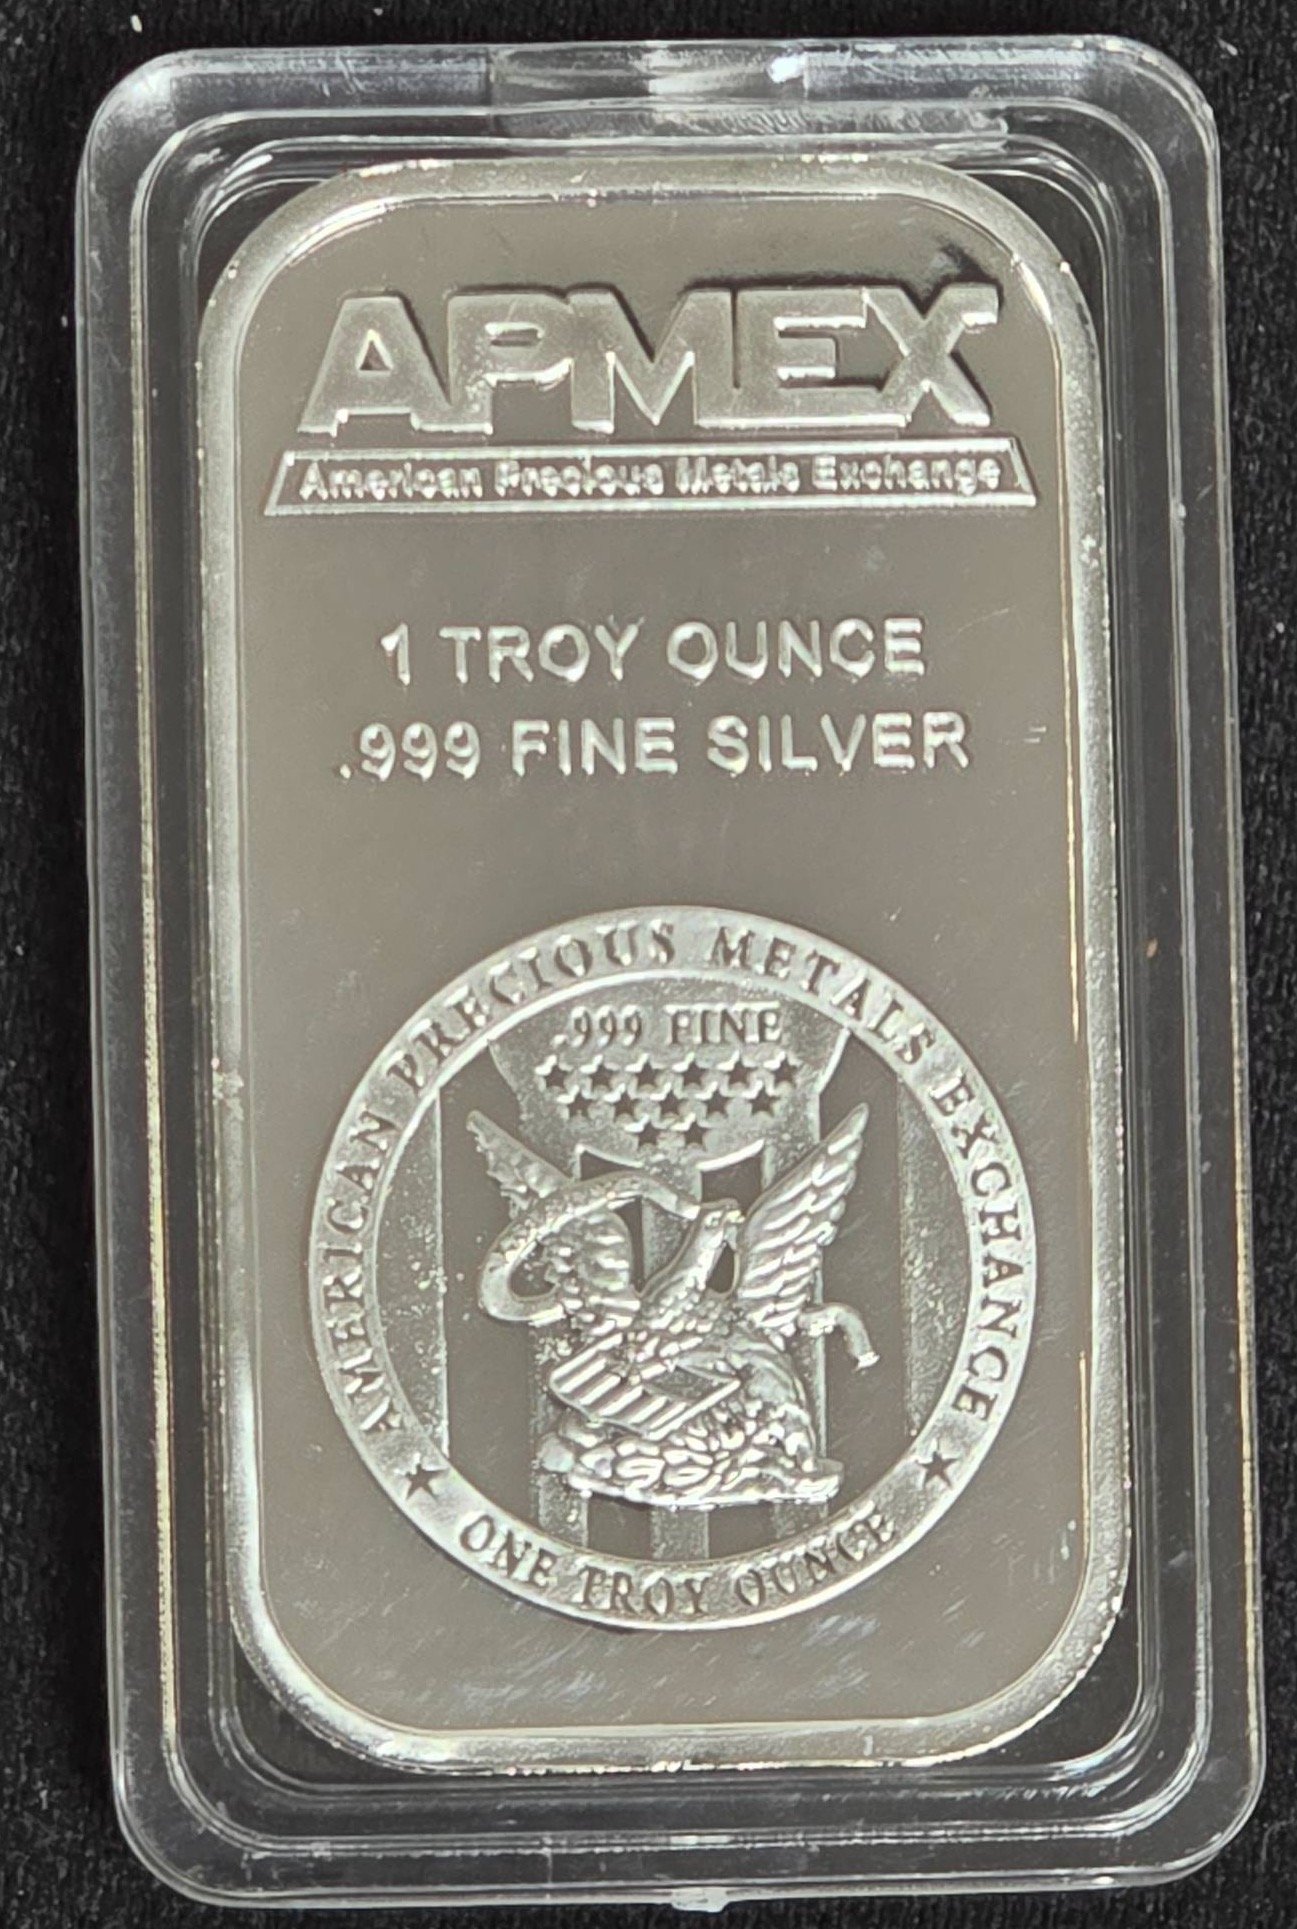 APMEX
American Precious Metals Exchange
1 TROY OUNCE
.999 FINE SILVER
AMERICAN PRECIOUS METALS EXCHANGE
.999 FINE
ONE TROY OUNCE